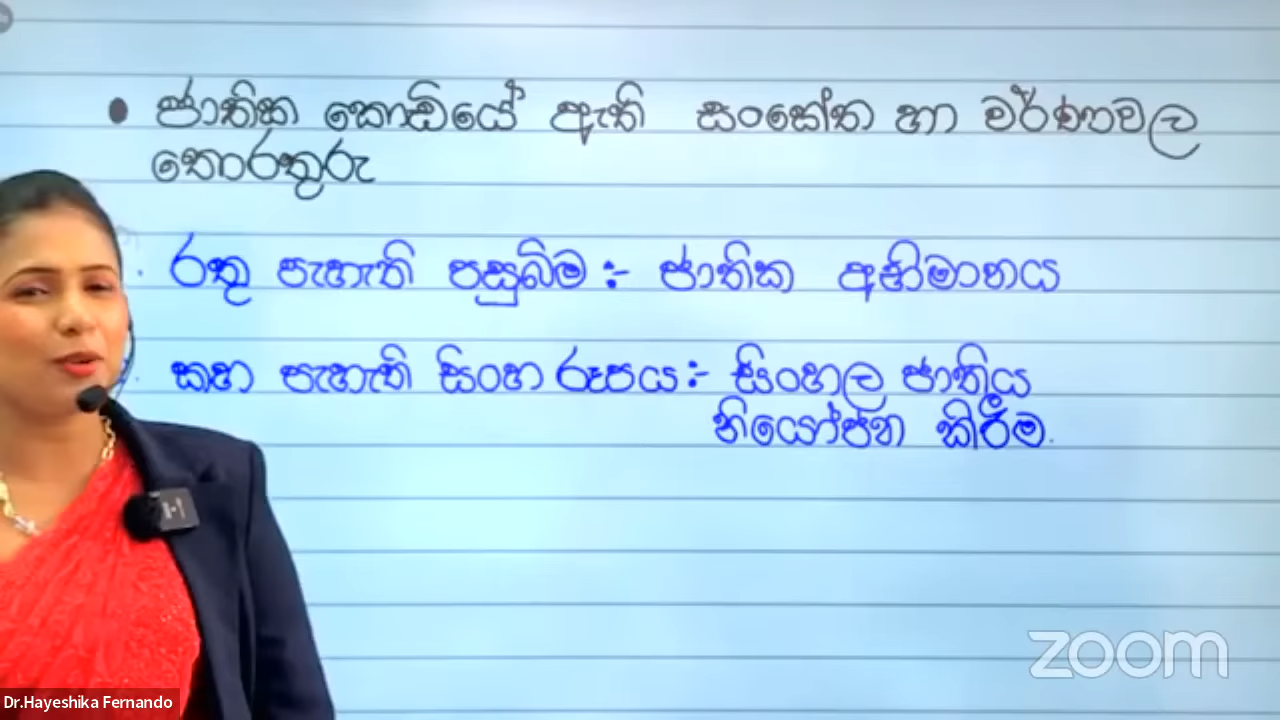 • ජාතික කොඩියේ ඇති සංකේත හා වර්ණවල
තොරතුරු
රතු පැහැති පසුබිම :- ජාතික අභිමානය
කහ පැහැති සිංහ රූපය :- සිංහල ජාතිය
නියෝජන කිරීම.
zoom
Dr.Hayeshika Fernando